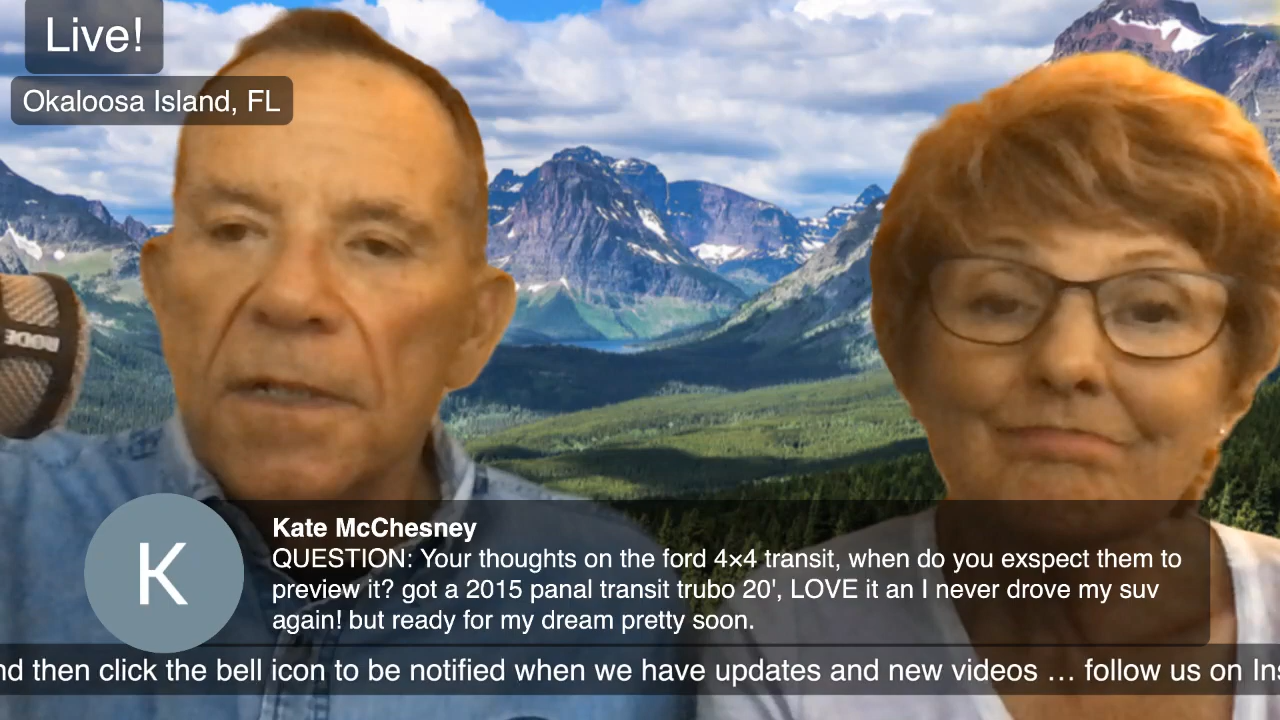 Live!
Okaloosa Island, FL
RODE
K
Kate McChesney
QUESTION: Your thoughts on the ford 4×4 transit, when do you exspect them to
preview it? got a 2015 panal transit trubo 20', LOVE it an I never drove my suv
again! but ready for my dream pretty soon.
nd then click the bell icon to be notified when we have updates and new videos … follow us on Ins